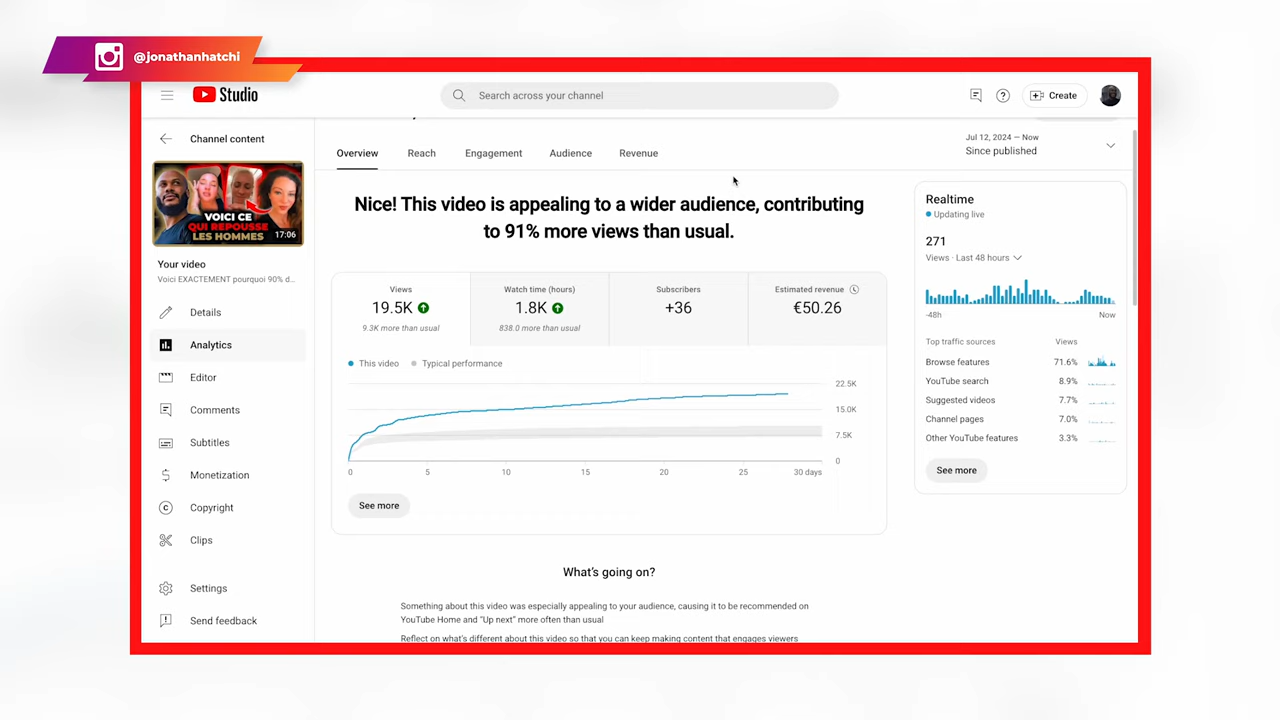 @jonathanhatchi
Studio
Search across your channel
Create
Channel content
VOICI CE
QUI REPOUSSE
LES HOMMES
17:06
Your video
Voici EXACTEMENT pourquoi 90% d...
Details
Analytics
Editor
Comments
Subtitles
Monetization
Copyright
Clips
Settings
Send feedback
Overview
Reach
Engagement
Audience
Revenue
Jul 12, 2024 — Now
Since published
Nice! This video is appealing to a wider audience, contributing
to 91% more views than usual.
Views
19.5K
9.3K more than usual
Watch time (hours)
1.8K
838.0 more than usual
Subscribers
+36
Estimated revenue
€50.26
This video
Typical performance
22.5K
15.0K
7.5K
0
0
5
10
15
20
25
30 days
See more
What's going on?
Something about this video was especially appealing to your audience, causing it to be recommended on
YouTube Home and "Up next" more often than usual
Reflect on what's different about this video so that you can keep making content that engages viewers
Realtime
Updating live
271
Views · Last 48 hours
-48h
Now
Top traffic sources
Views
Browse features
71.6%
YouTube search
8.9%
Suggested videos
7.7%
Channel pages
7.0%
Other YouTube features
3.3%
See more